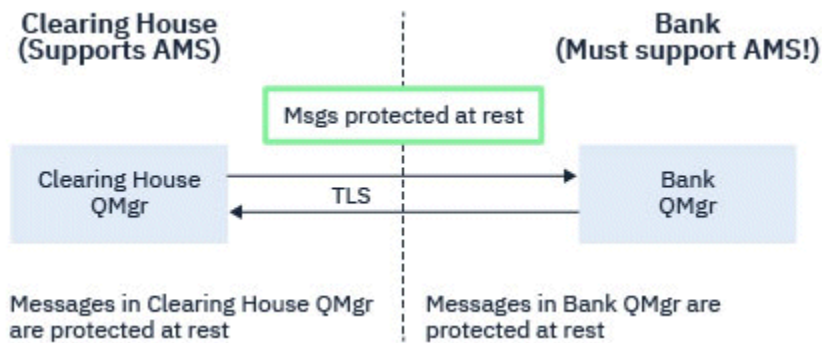 Clearing House
(Supports AMS)
Bank
(Must support AMS!)
Msgs protected at rest
Clearing House
QMgr
TLS
Bank
QMgr
Messages in Clearing House QMgr
are protected at rest
Messages in Bank QMgr are
protected at rest